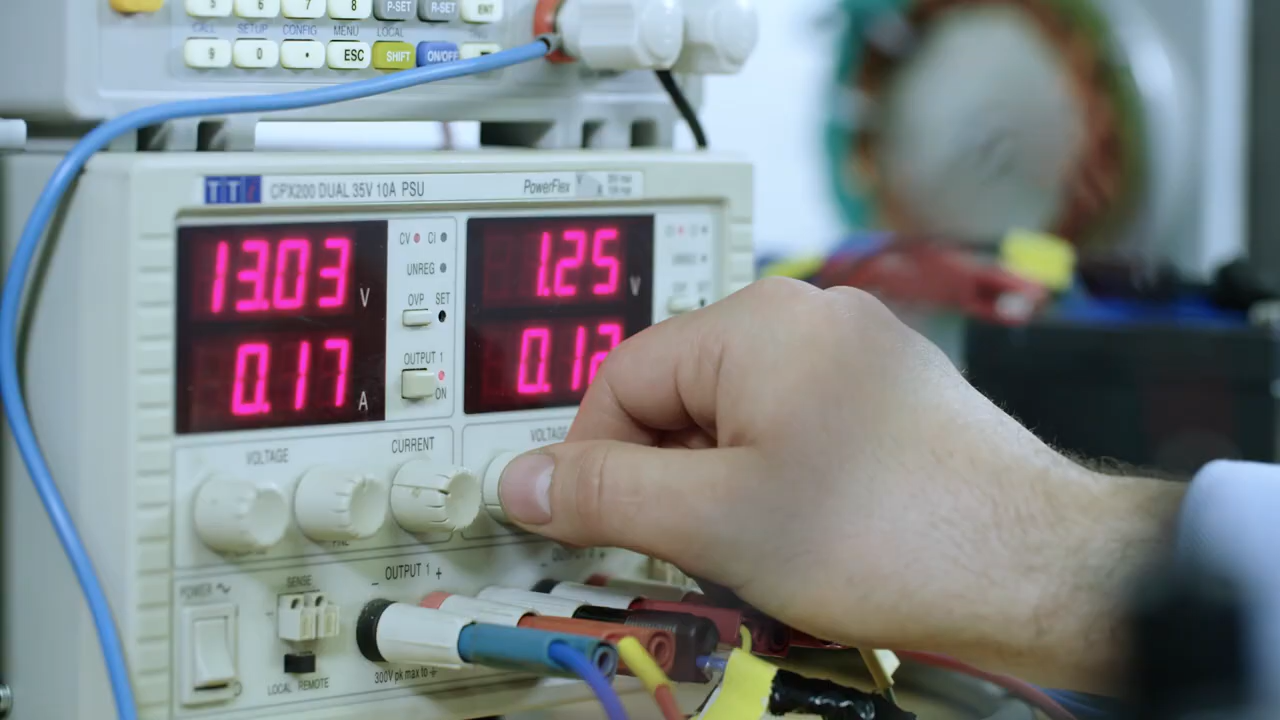 5 6 7 8 P-SET R-SET ENT
SETUP CONFIG MENU LOCAL
9 0 • ESC SHIFT ON/OFF
TTi CPX200 DUAL 35V 10A PSU PowerFlex
13.03 V
0.17 A
CV CI
UNREG
OVP SET
OUTPUT 1
ON
1.25 V
0.12
VOLTAGE
CURRENT
VOLTAGE
POWER
SENSE
- OUTPUT 1 +
LOCAL REMOTE
300V pk max to